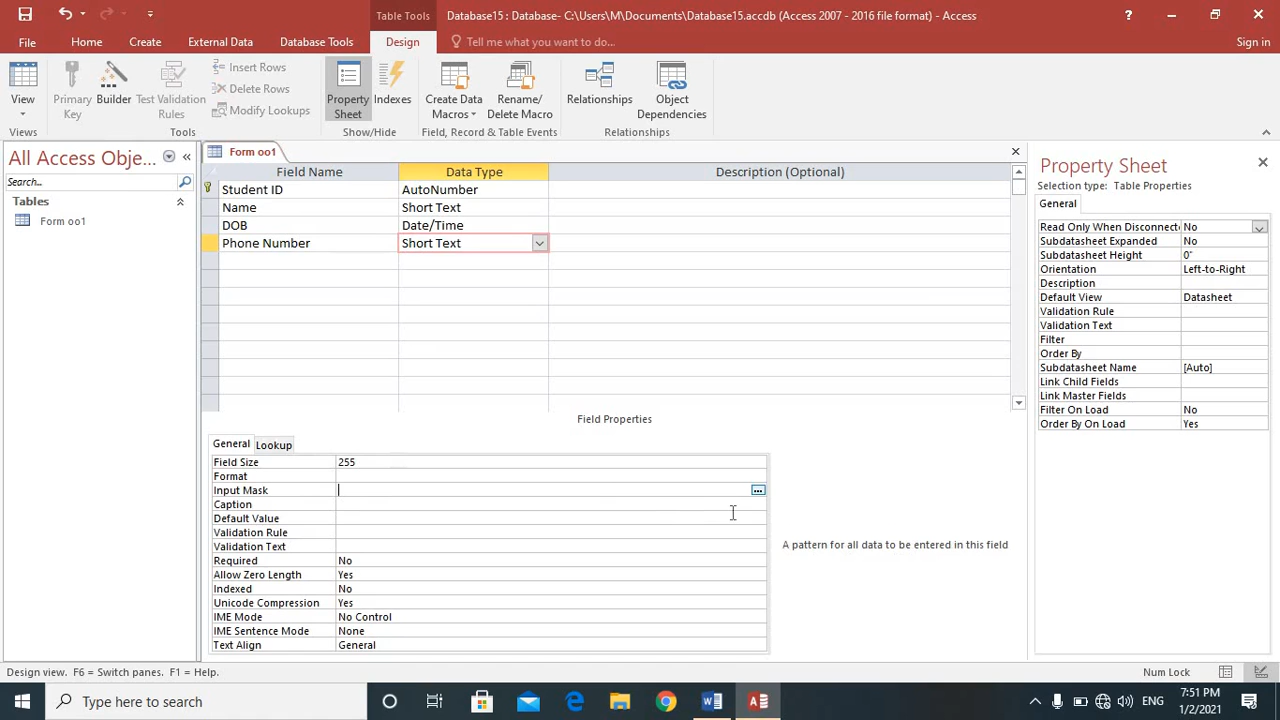 Table Tools
Database15 : Database- C:\Users\M\Documents\Database15.accdb (Access 2007 - 2016 file format) - Access
?
File
Home
Create
External Data
Database Tools
Design
Tell me what you want to do...
Sign in
View
Primary Key
Builder
Test Validation Rules
Insert Rows
Delete Rows
Modify Lookups
Property Sheet
Indexes
Create Data Macros
Rename/ Delete Macro
Relationships
Object Dependencies
Views
Tools
Show/Hide
Field, Record & Table Events
Relationships
All Access Obje...
Search...
Tables
Form oo1
Form oo1
Field Name Data Type Description (Optional)
Student ID AutoNumber
Name Short Text
DOB Date/Time
Phone Number Short Text
Field Properties
General Lookup
Field Size 255
Format
Input Mask
Caption
Default Value
Validation Rule
Validation Text
Required No
Allow Zero Length Yes
Indexed No
Unicode Compression Yes
IME Mode No Control
IME Sentence Mode None
Text Align General
A pattern for all data to be entered in this field
Property Sheet
Selection type: Table Properties
General
Read Only When Disconnecte No
Subdatasheet Expanded No
Subdatasheet Height 0"
Orientation Left-to-Right
Description
Default View Datasheet
Validation Rule
Validation Text
Filter
Order By
Subdatasheet Name [Auto]
Link Child Fields
Link Master Fields
Filter On Load No
Order By On Load Yes
Design view. F6 = Switch panes. F1 = Help.
Num Lock
Type here to search
ENG
7:51 PM
1/2/2021